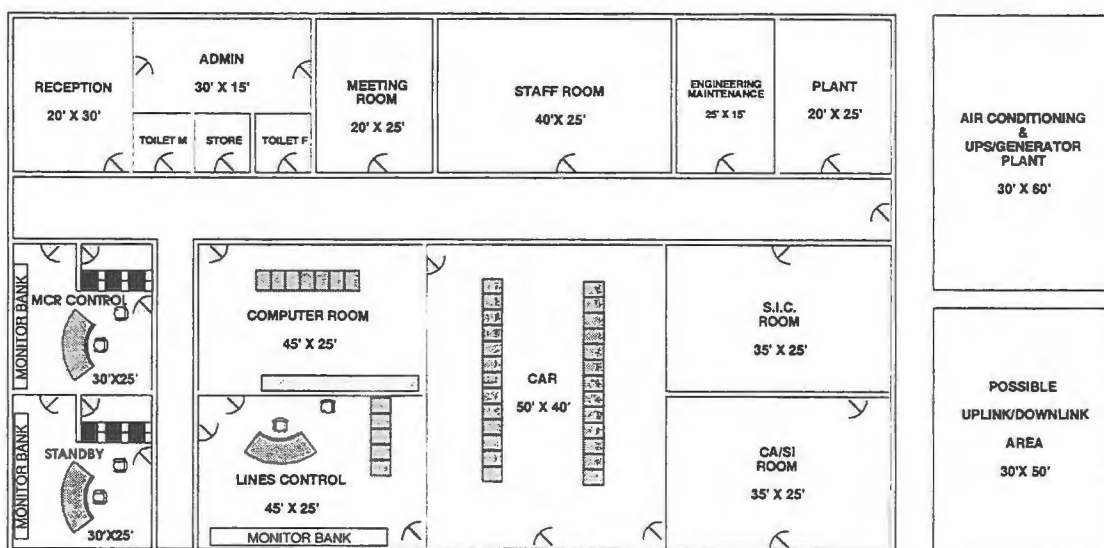 RECEPTION
20' X 30'
ADMIN
30' X 15'
TOILET M
STORE
TOILET F
MEETING
ROOM
20' X 25'
STAFF ROOM
40'X 25'
ENGINEERING
MAINTENANCE
25' X 15'
PLANT
20' X 25'
AIR CONDITIONING
&
UPS/GENERATOR
PLANT
30' X 60'
MONITOR BANK
MCR CONTROL
30'X25'
MONITOR BANK
STANDBY
30'X25'
COMPUTER ROOM
45' X 25'
LINES CONTROL
45' X 25'
MONITOR BANK
CAR
50' X 40'
S.I.C.
ROOM
35' X 25'
CA/SI
ROOM
35' X 25'
POSSIBLE
UPLINK/DOWNLINK
AREA
30'X 50'